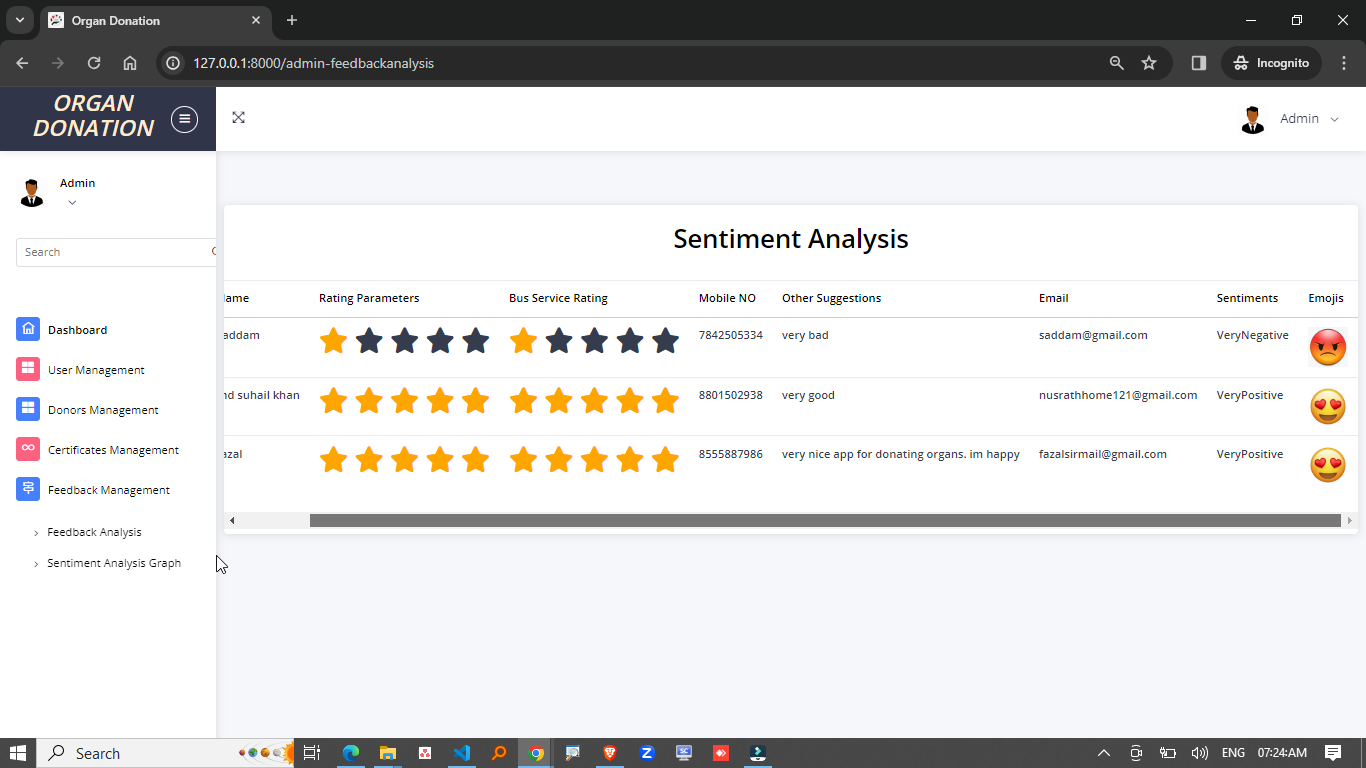 Organ Donation
127.0.0.1:8000/admin-feedbackanalysis
Incognito
ORGAN
DONATION
Admin
Admin
Search
Dashboard
User Management
Donors Management
Certificates Management
Feedback Management
Feedback Analysis
Sentiment Analysis Graph
Sentiment Analysis
Rating Parameters Bus Service Rating Mobile NO Other Suggestions Email Sentiments Emojis
7842505334 very bad saddam@gmail.com VeryNegative
suhail khan 8801502938 very good nusrathhome121@gmail.com VeryPositive
8555887986 very nice app for donating organs. im happy fazalsirmail@gmail.com VeryPositive
Search
ENG 07:24AM